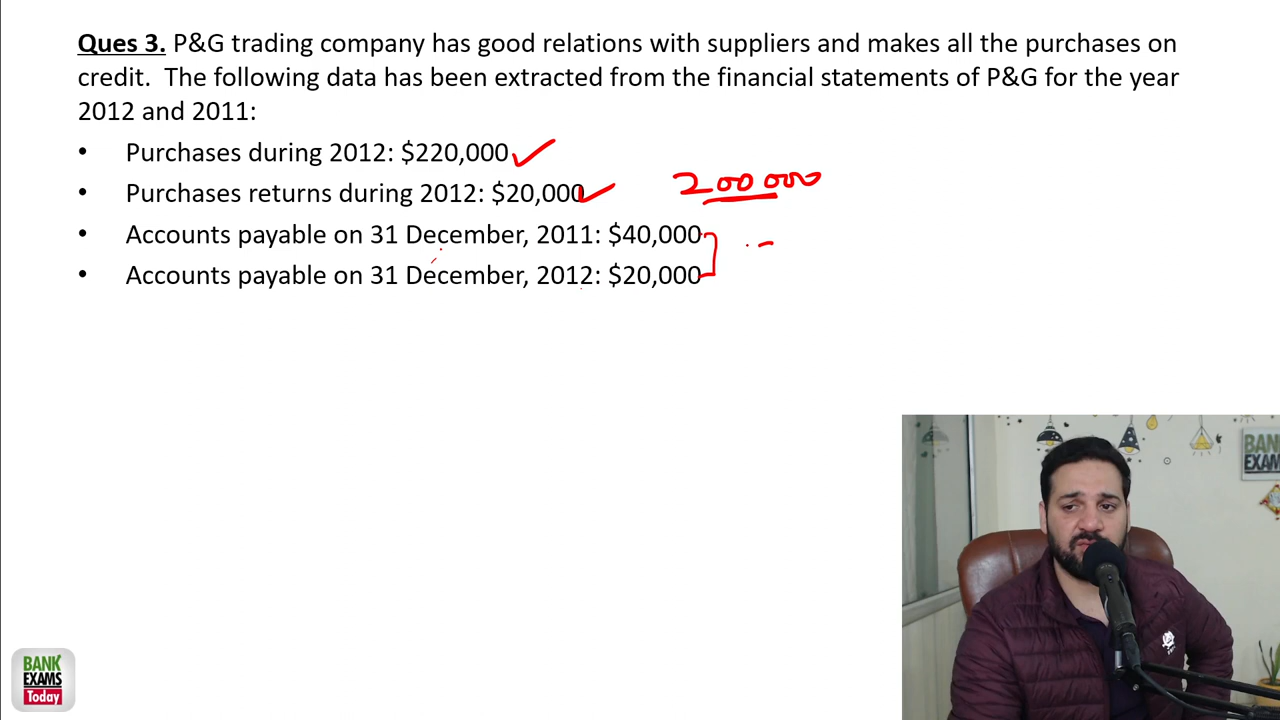 Ques 3. P&G trading company has good relations with suppliers and makes all the purchases on
credit. The following data has been extracted from the financial statements of P&G for the year
2012 and 2011:
• Purchases during 2012: $220,000
• Purchases returns during 2012: $20,000
200000
• Accounts payable on 31 December, 2011: $40,000
• Accounts payable on 31 December, 2012: $20,000
BANK
EXAM
BANK
EXAMS
Today